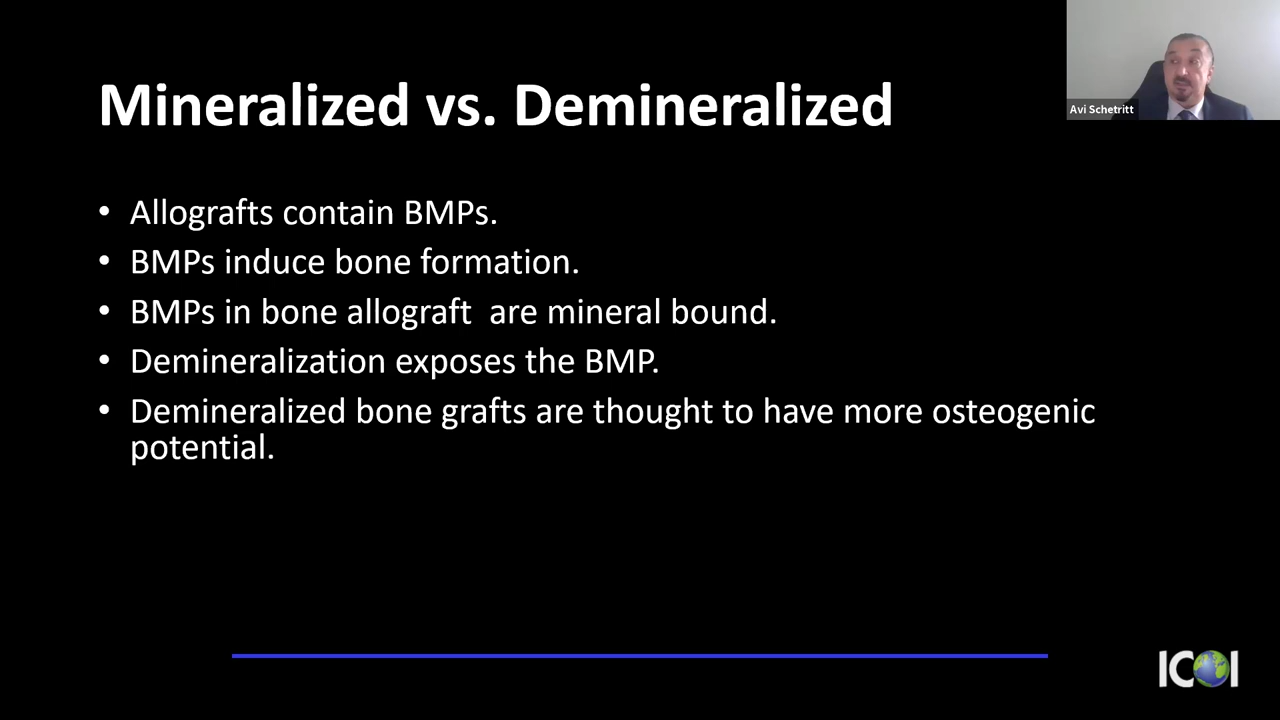 Mineralized vs. Demineralized
Avi Schetritt
• Allografts contain BMPs.
• BMPs induce bone formation.
• BMPs in bone allograft  are mineral bound.
• Demineralization exposes the BMP.
• Demineralized bone grafts are thought to have more osteogenic
potential.
ICOI